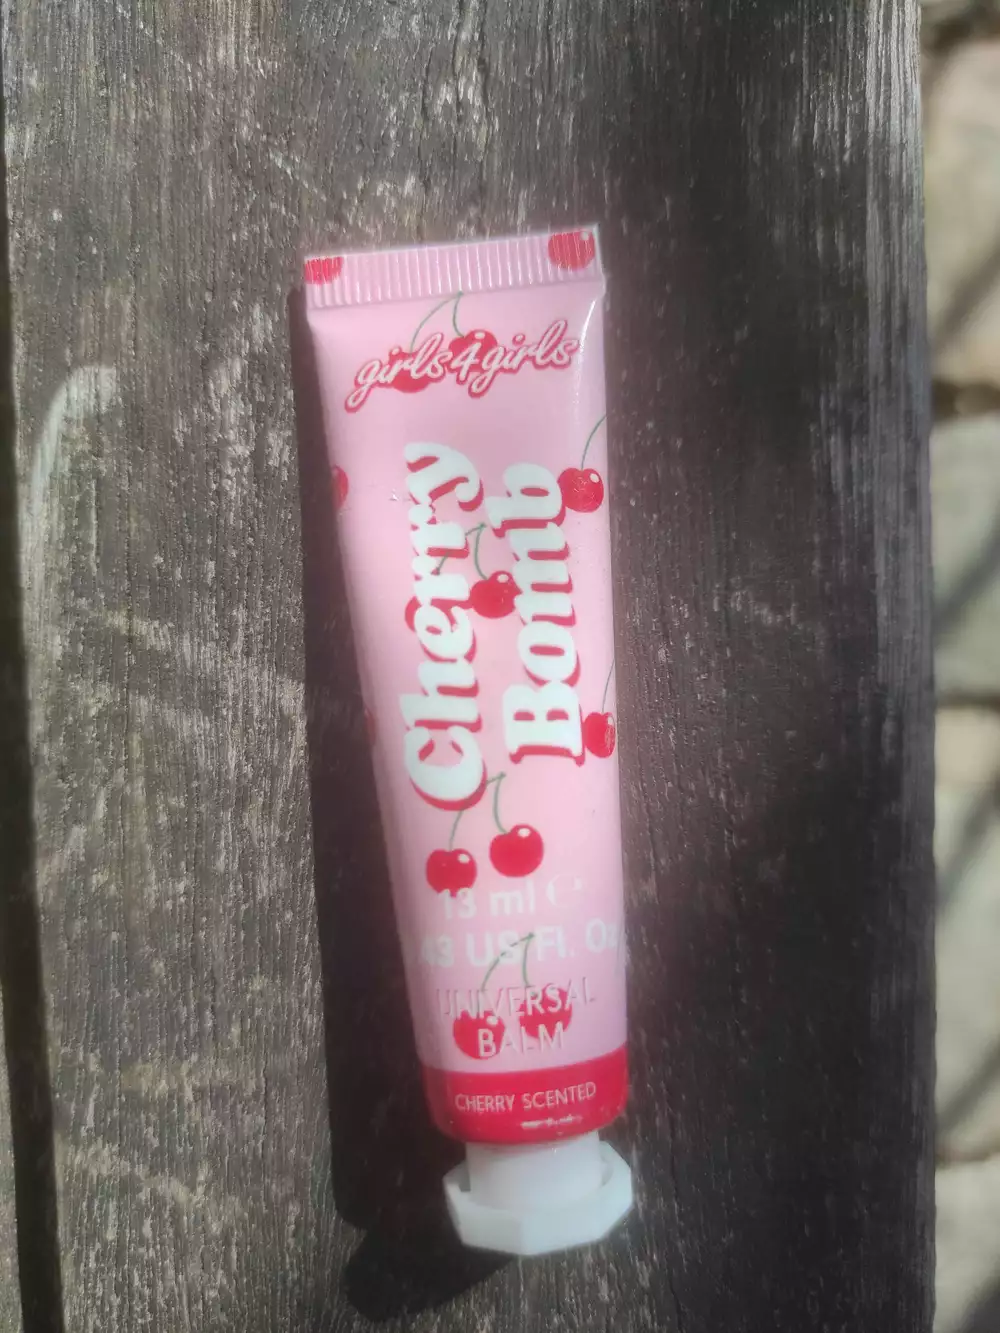 girls4girls
Cherry
Bomb
13 ml ℮
43 US Fl. Oz
UNIVERSAL
BALM
CHERRY SCENTED